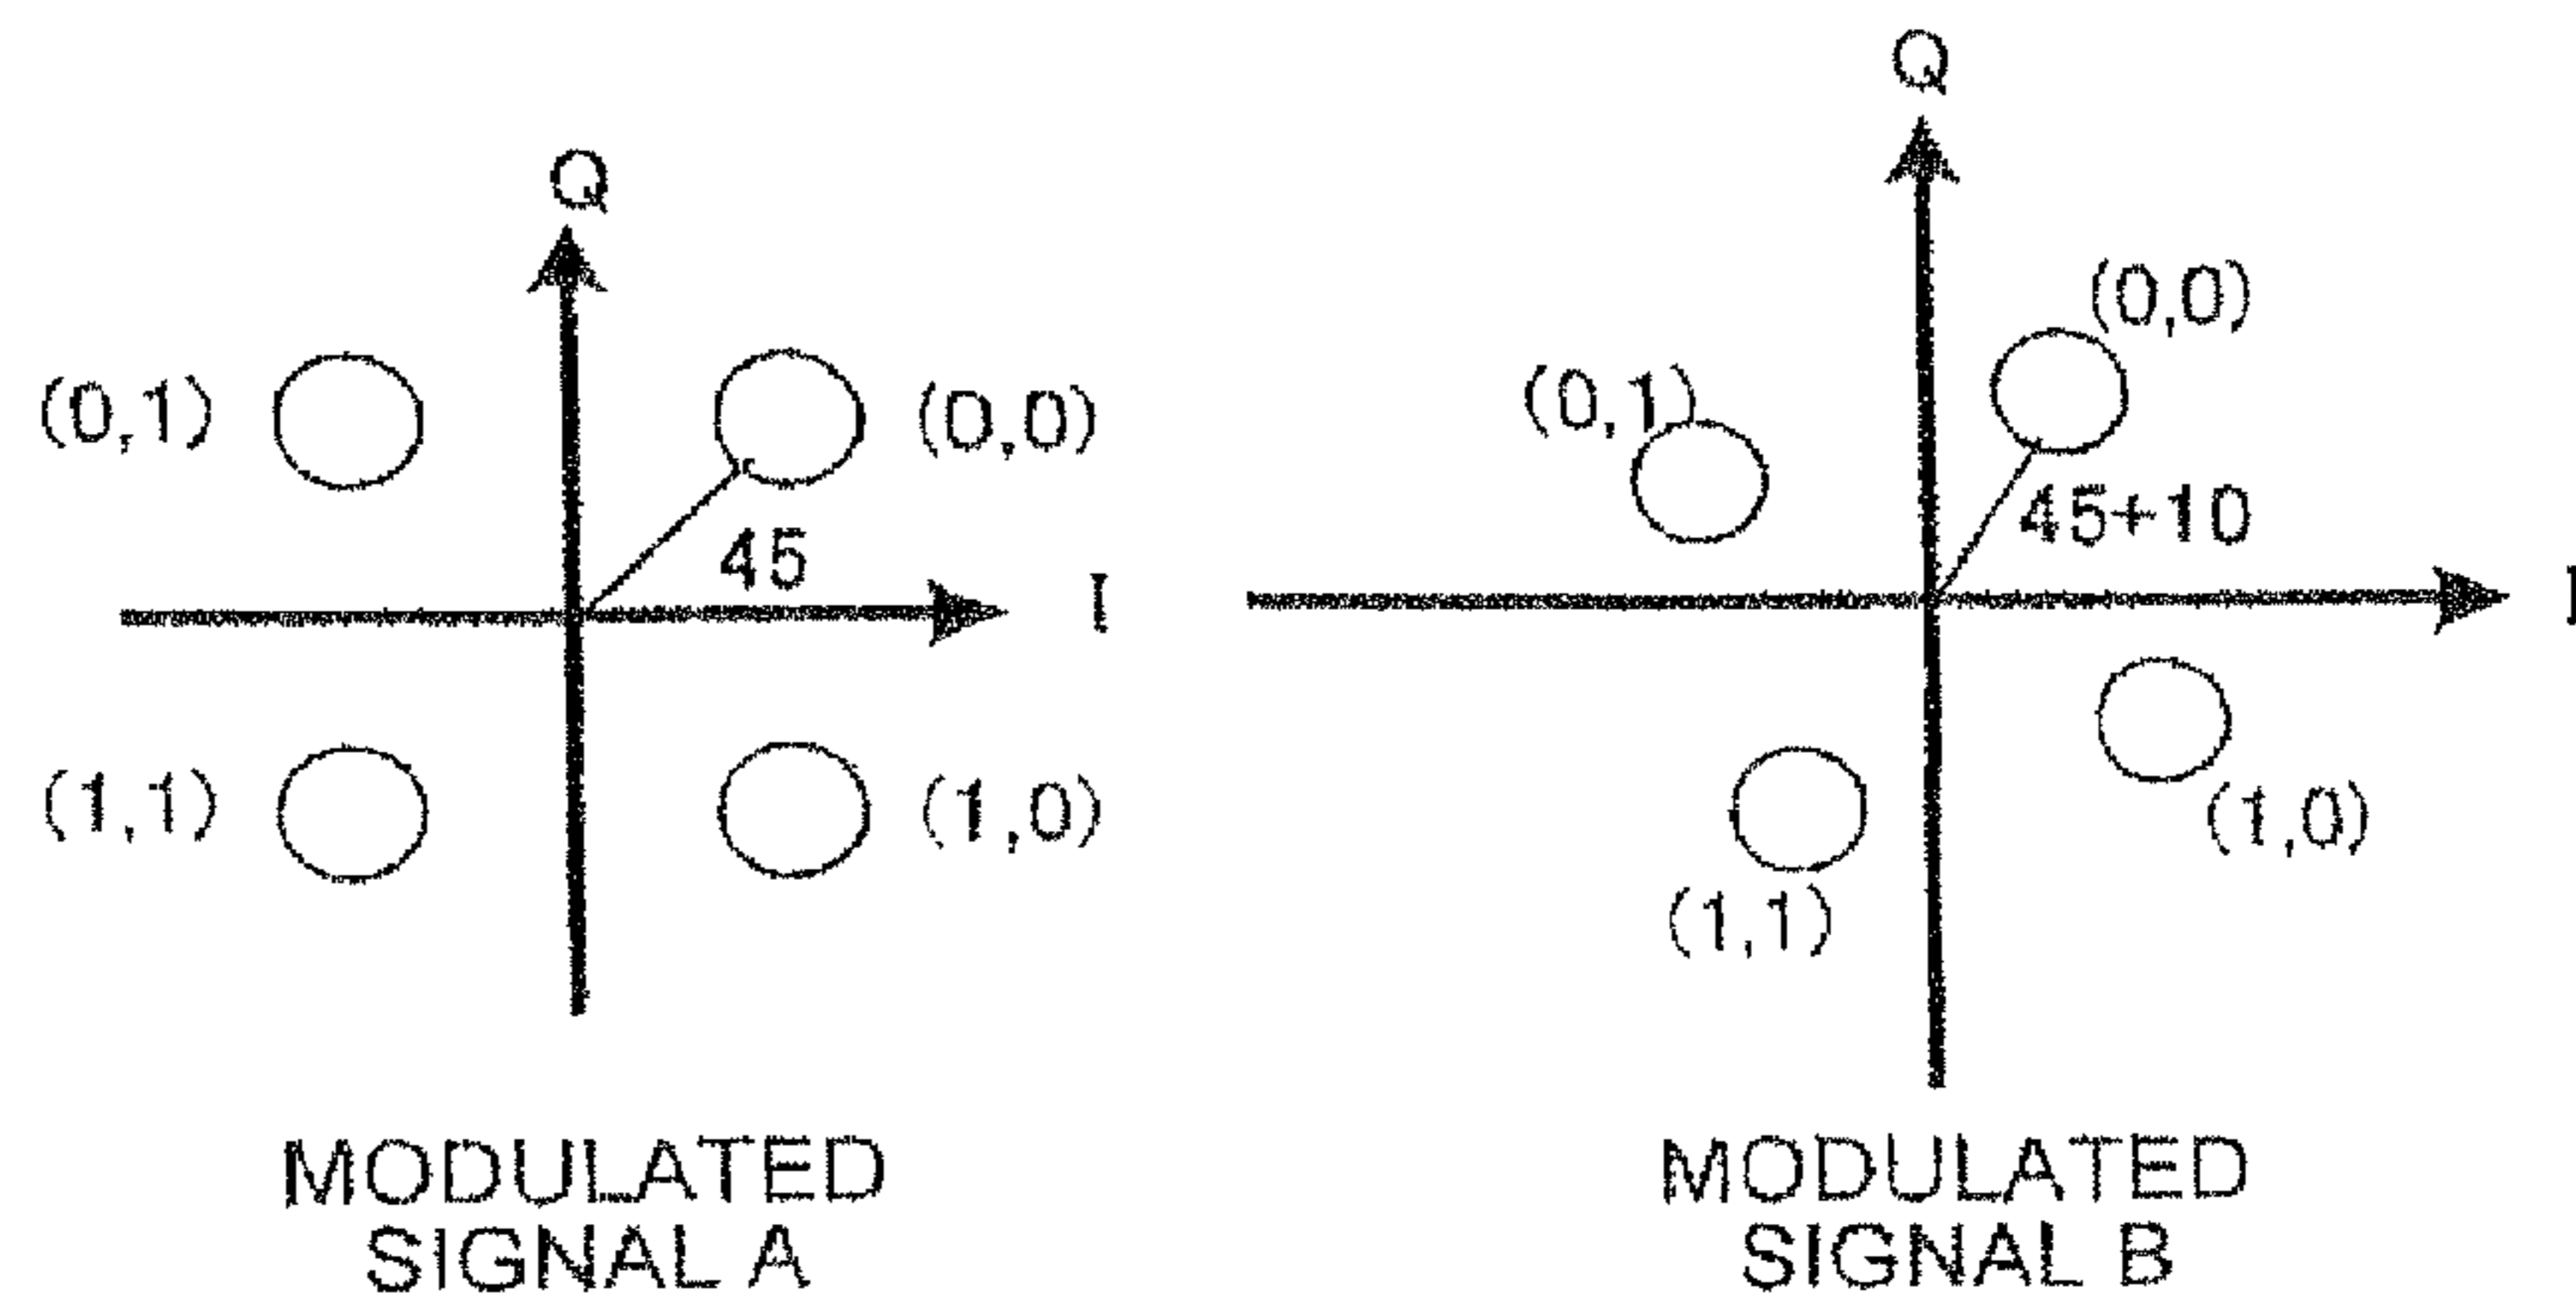 Q
(0,1)
(0,0)
45
I
(1,1)
(1,0)
MODULATED
SIGNAL A
Q
(0,0)
(0,1)
45+10
I
(1,0)
(1,1)
MODULATED
SIGNAL B